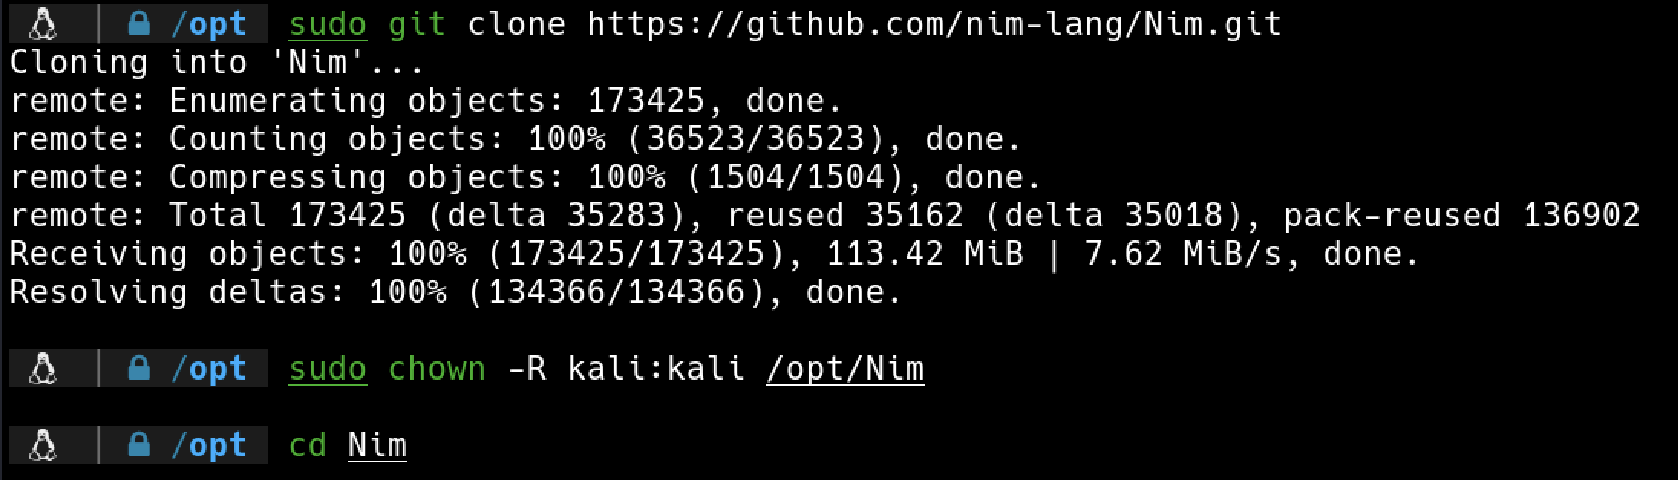 /opt sudo git clone https://github.com/nim-lang/Nim.git
Cloning into 'Nim'...
remote: Enumerating objects: 173425, done.
remote: Counting objects: 100% (36523/36523), done.
remote: Compressing objects: 100% (1504/1504), done.
remote: Total 173425 (delta 35283), reused 35162 (delta 35018), pack-reused 136902
Receiving objects: 100% (173425/173425), 113.42 MiB | 7.62 MiB/s, done.
Resolving deltas: 100% (134366/134366), done.
/opt sudo chown -R kali:kali /opt/Nim
/opt cd Nim